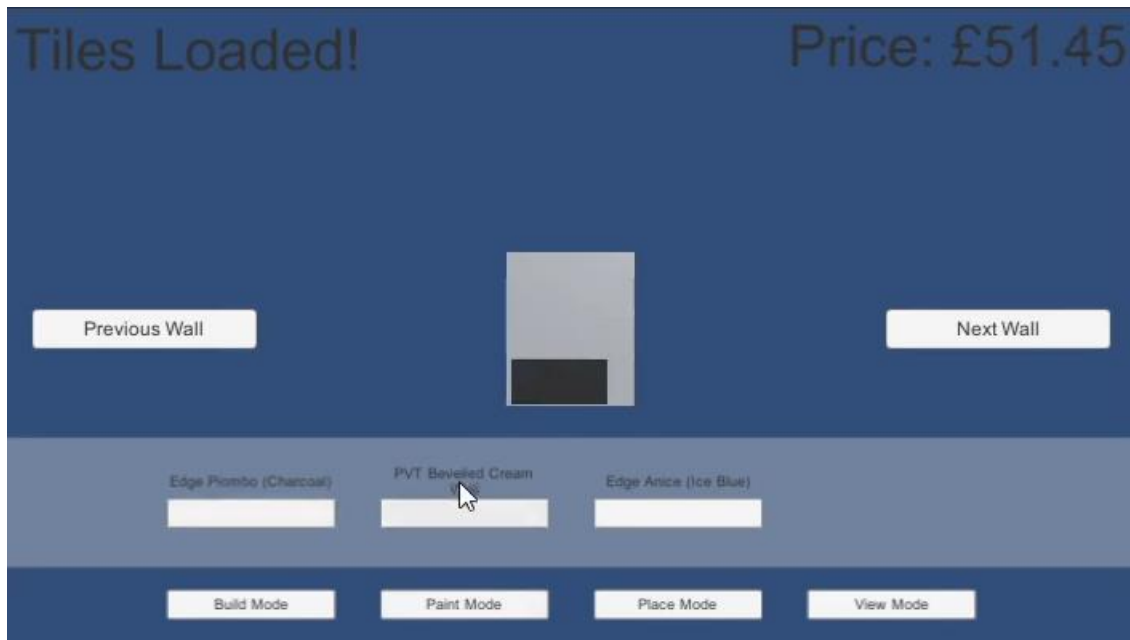 Tiles Loaded!
Price: £51.45
Previous Wall
Next Wall
Edge Piombo (Charcoal)
PVT Bevelled Cream
Edge Anice (Ice Blue)
Build Mode
Paint Mode
Place Mode
View Mode